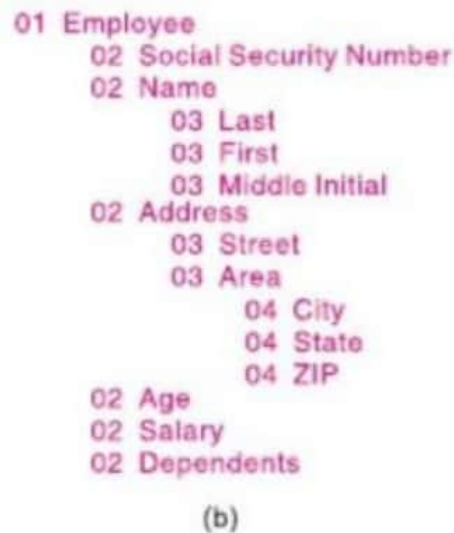 01 Employee
02 Social Security Number
02 Name
03 Last
03 First
03 Middle Initial
02 Address
03 Street
03 Area
04 City
04 State
04 ZIP
02 Age
02 Salary
02 Dependents
(b)